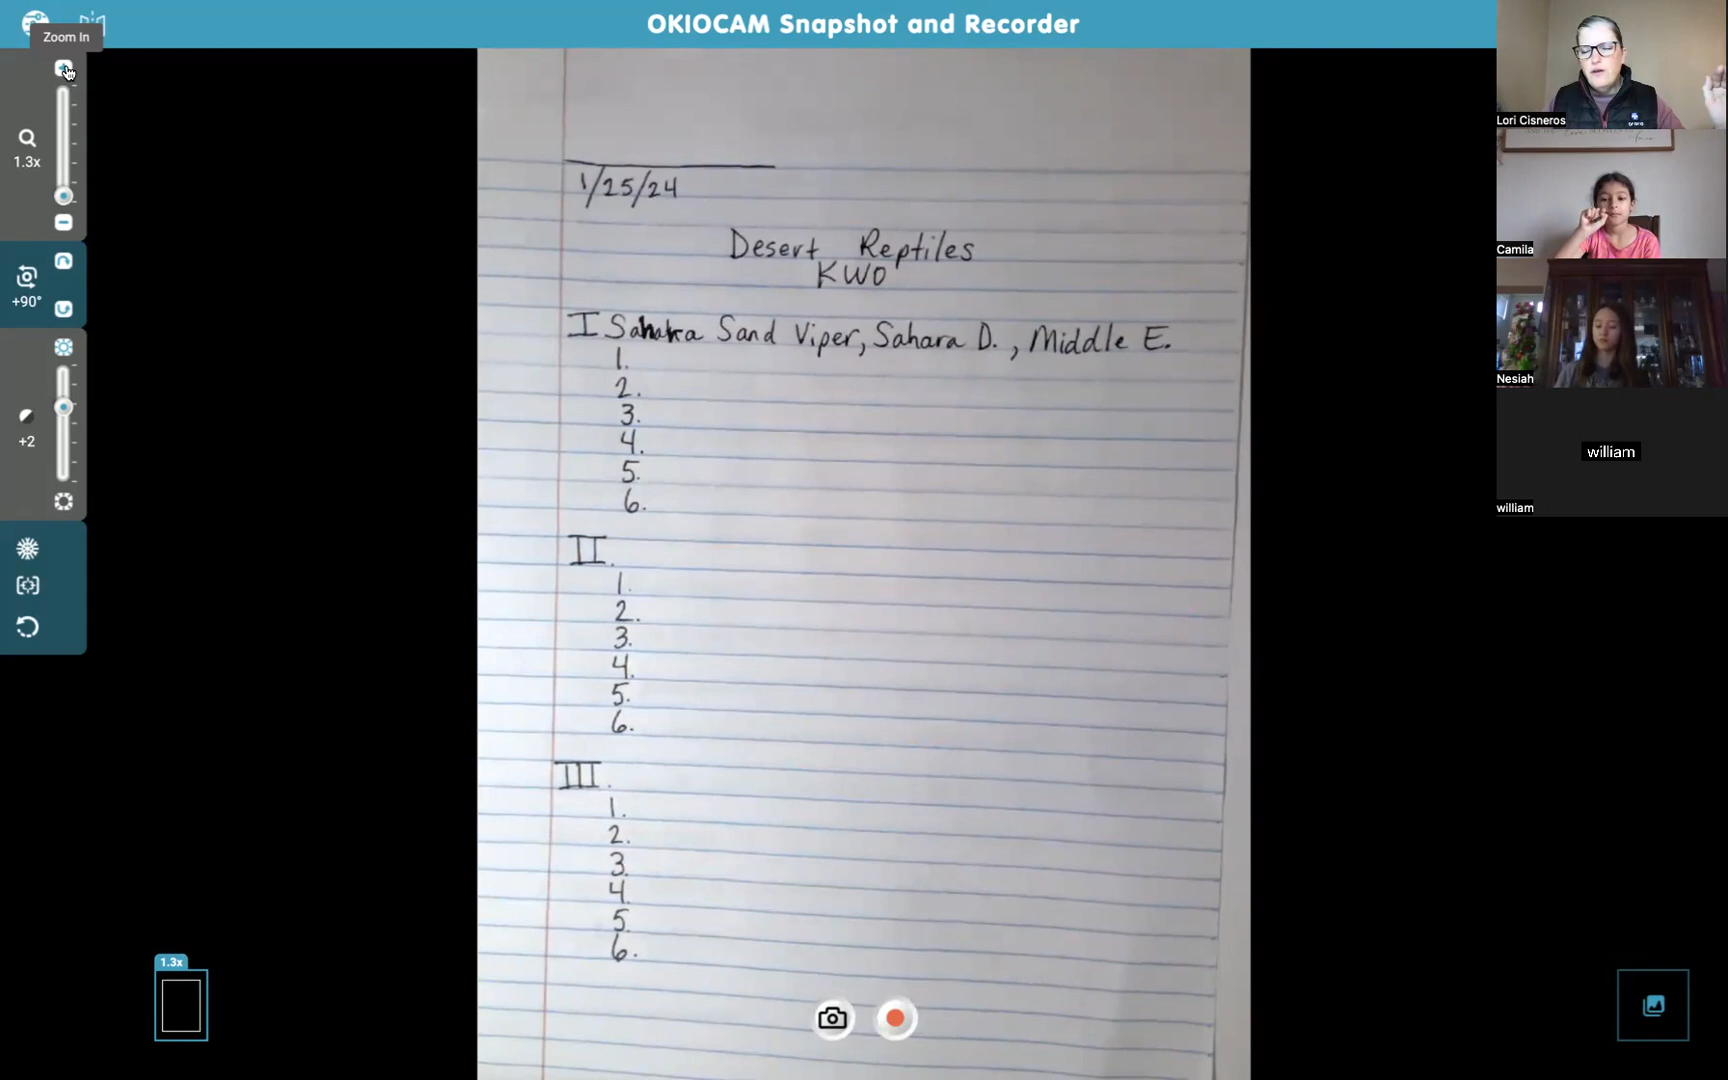 OKIOCAM Snapshot and Recorder
Zoom In
1.3x
+90°
+2
1/25/24
Desert Reptiles
KWO
I Sahara Sand Viper, Sahara D., Middle E.
1.
2.
3.
4.
5.
6.
II.
1.
2.
3.
4.
5.
6.
III.
1.
2.
3.
4.
5.
6.
1.3x
Lori Cisneros
Camila
Nesiah
william
william